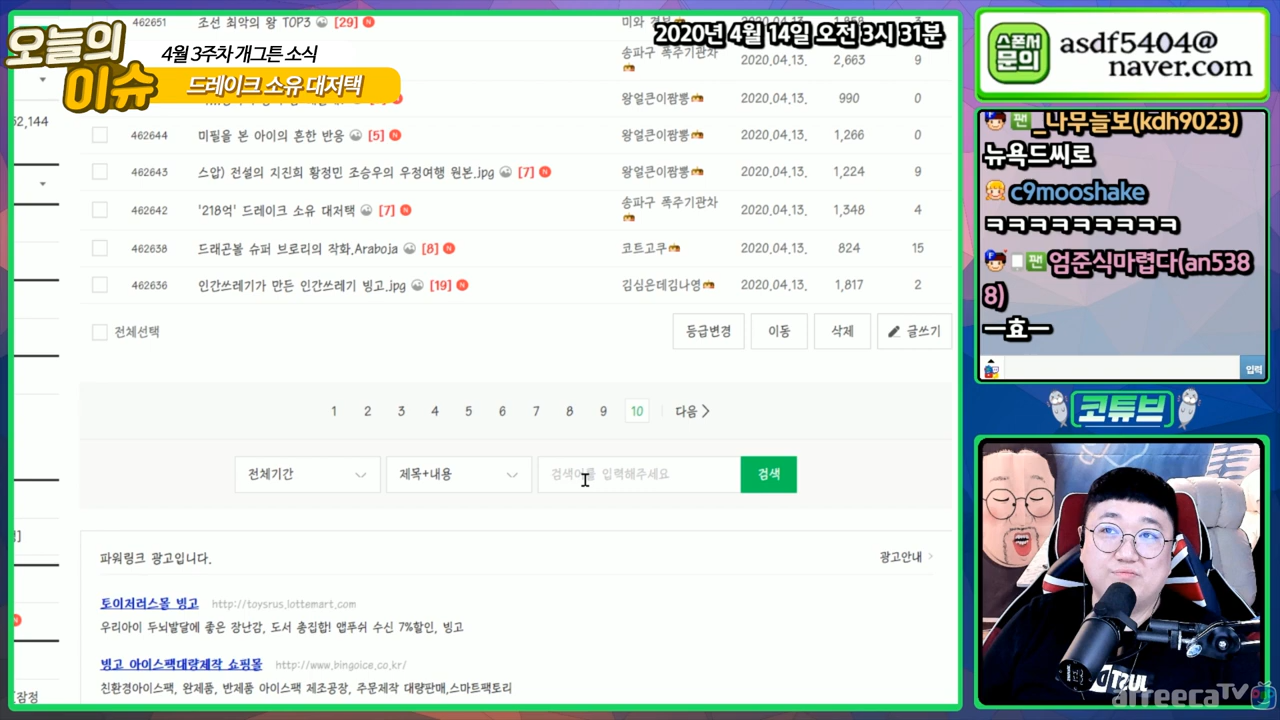 오늘의
이슈
4월 3주차 개그튼 소식
드레이크 소유 대저택
2020년 4월 14일 오전 3시 31분
462651 조선 최악의 왕 TOP3 [29] N 1,858 3
송파구 폭주기관차 2020.04.13. 2,663 9
왕얼큰이짬뽕 2020.04.13. 990 0
52,144
462644 미필을 본 아이의 흔한 반응 [5] N 왕얼큰이짬뽕 2020.04.13. 1,266 0
462643 스압) 전설의 지진희 황정민 조승우의 우정여행 원본.jpg [7] N 왕얼큰이짬뽕 2020.04.13. 1,224 9
462642 '218억' 드레이크 소유 대저택 [7] N 송파구 폭주기관차 2020.04.13. 1,348 4
462638 드래곤볼 슈퍼 브로리의 작화.Araboja [8] N 코트고쿠 2020.04.13. 824 15
462636 인간쓰레기가 만든 인간쓰레기 빙고.jpg [19] N 김심은데김나영 2020.04.13. 1,817 2
전체선택 등급변경 이동 삭제 글쓰기
1 2 3 4 5 6 7 8 9 10 다음 >
전체기간 제목+내용 검색어를 입력해주세요 검색
파워링크 광고입니다. 광고안내 >
토이저러스몰 빙고 http://toysrus.lottemart.com
우리아이 두뇌발달에 좋은 장난감, 도서 총집합! 앱푸쉬 수신 7%할인, 빙고
빙고 아이스팩대량제작 쇼핑몰 http://www.bingoice.co.kr/
친환경아이스팩, 완제품, 반제품 아이스팩 제조공장, 주문제작 대량판매,스마트팩토리
스폰서
문의
asdf5404@
naver.com
팬_나무늘보(kdh9023)
뉴욕드씨로
c9mooshake
ㅋㅋㅋㅋㅋㅋㅋㅋㅋㅋ
팬 엄준식마렵다(an538
8)
ㅡ효ㅡ
입력
코튜브
afreecaTV